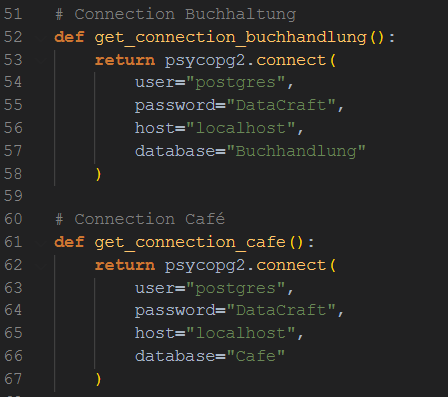 51 # Connection Buchhaltung
52 def get_connection_buchhandlung():
53     return psycopg2.connect(
54         user="postgres",
55         password="DataCraft",
56         host="localhost",
57         database="Buchhandlung"
58     )
59
60 # Connection Café
61 def get_connection_cafe():
62     return psycopg2.connect(
63         user="postgres",
64         password="DataCraft",
65         host="localhost",
66         database="Cafe"
67     )